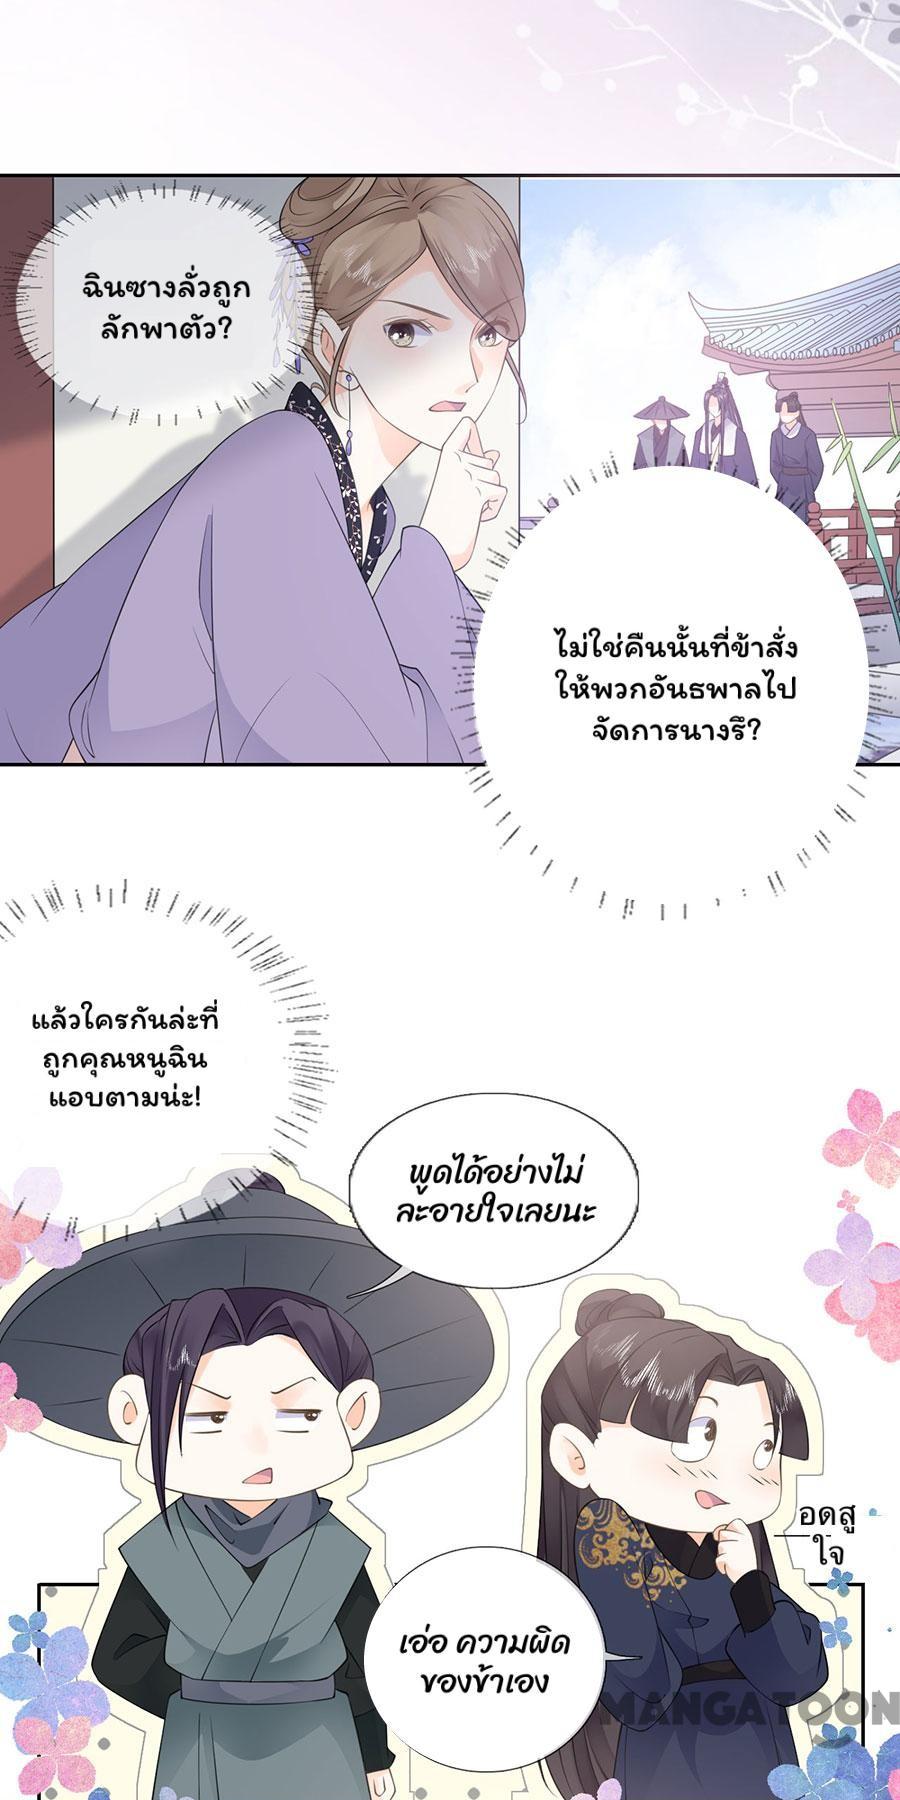 ฉินซางลั่วถูก
ลักพาตัว?
ไม่ใช่คืนนั้นที่ข้าสั่ง
ให้พวกอันธพาลไป
จัดการนางรึ?
แล้วใครกันล่ะที่
ถูกคุณหนูฉิน
แอบตามน่ะ!
พูดได้อย่างไม่
ละอายใจเลยนะ
อดสู
ใจ
เอ่อ ความผิด
ของข้าเอง
MANGATOON